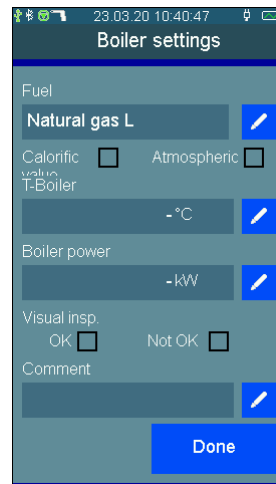 23.03.20 10:40:47
Boiler settings
Fuel
Natural gas L
Calorific Atmospheric
value
T-Boiler
-°C
Boiler power
-kW
Visual insp.
OK Not OK
Comment
Done